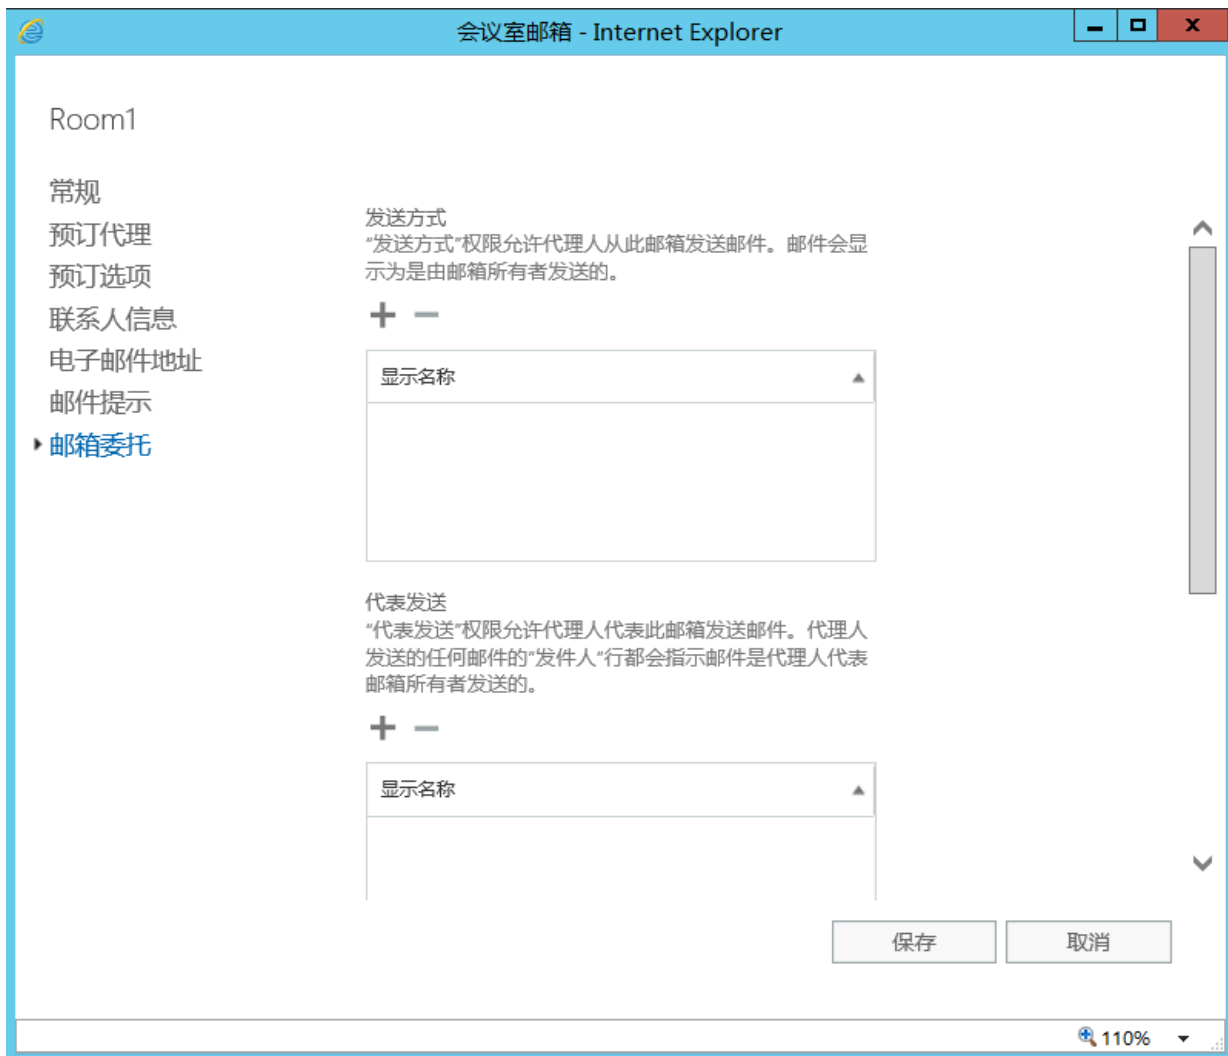 会议室邮箱 - Internet Explorer
Room1
常规
预订代理
预订选项
联系人信息
电子邮件地址
邮件提示
邮箱委托
发送方式
“发送方式”权限允许代理人从此邮箱发送邮件。邮件会显
示为是由邮箱所有者发送的。
显示名称
代表发送
“代表发送”权限允许代理人代表此邮箱发送邮件。代理人
发送的任何邮件的“发件人”行都会指示邮件是代理人代表
邮箱所有者发送的。
显示名称
保存
取消
110%